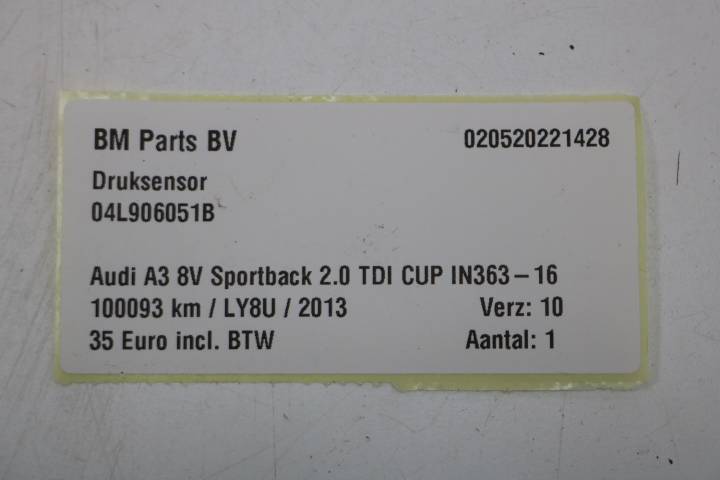 BM Parts BV 020520221428
Druksensor
04L906051B
Audi A3 8V Sportback 2.0 TDI CUP IN363-16
100093 km / LY8U / 2013 Verz: 10
35 Euro incl. BTW Aantal: 1